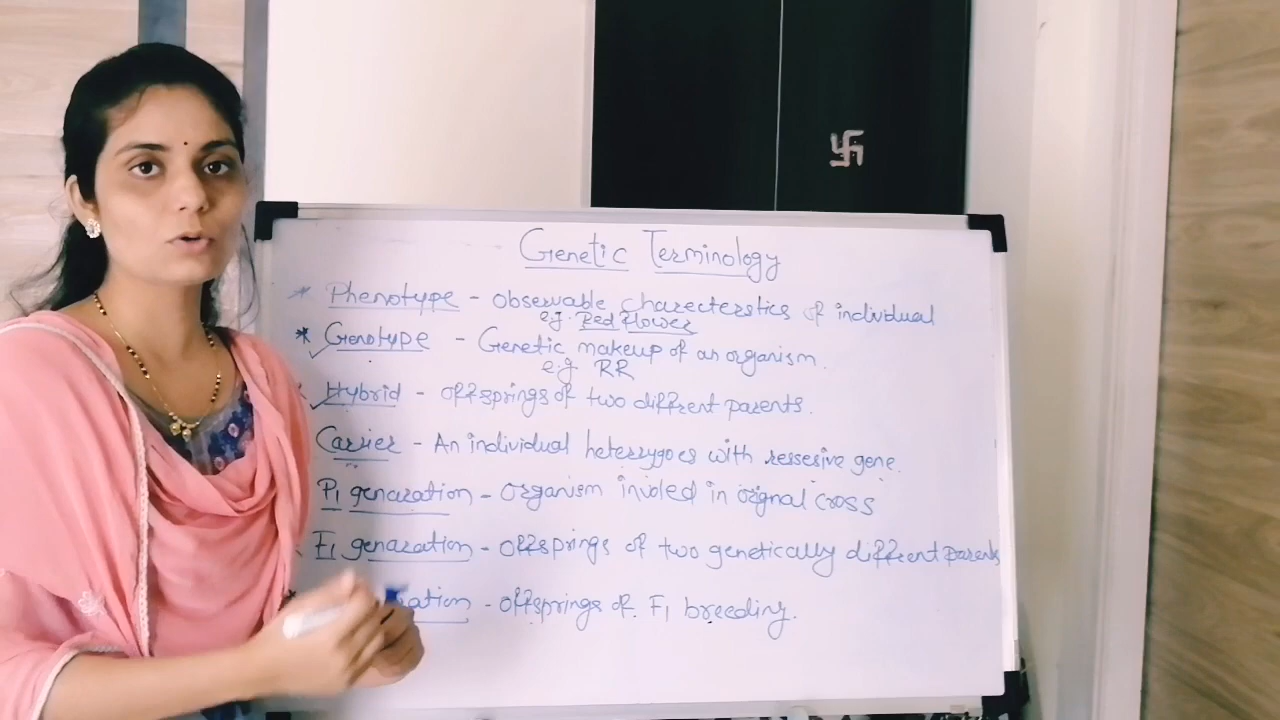 Genetic Terminology
* Phenotype - observable charecterstics of individual
e.g. Red flower
* Genotype - Genetic makeup of an organism.
e.g. RR
Hybrid - offsprings of two different parents.
Carrier - An individual heterzygoes with ressesive gene.
P1 genaration - organism involed in orignal cross
F1 genaration - offsprings of two genetically different parents
ation - offsprings of F1 breeding.